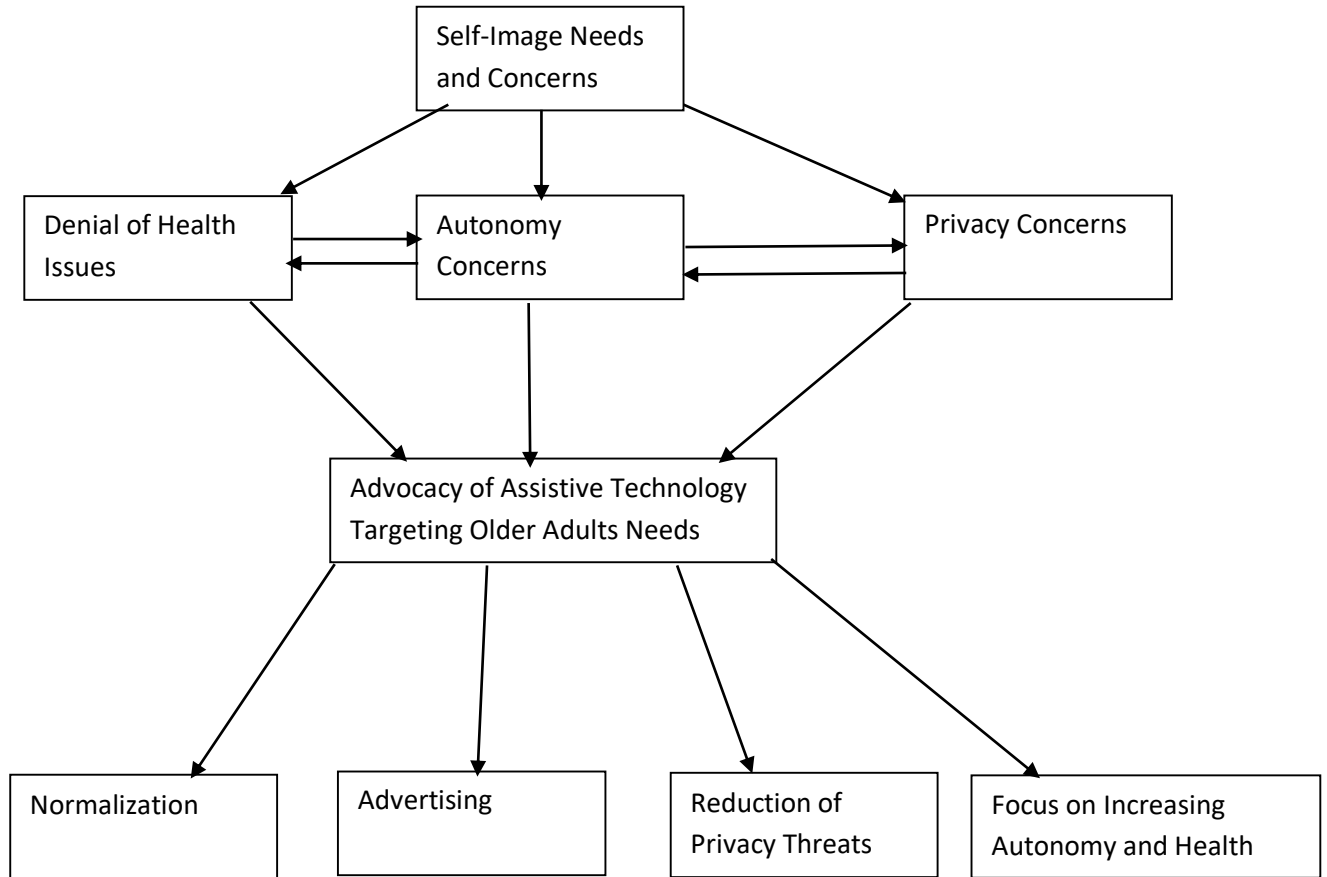 Self-Image Needs
and Concerns
Denial of Health
Issues
Autonomy
Concerns
Privacy Concerns
Advocacy of Assistive Technology
Targeting Older Adults Needs
Normalization
Advertising
Reduction of
Privacy Threats
Focus on Increasing
Autonomy and Health